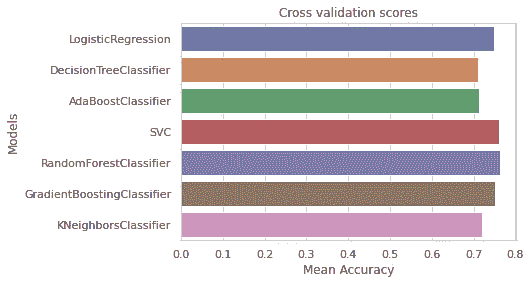 Cross validation scores
Models
LogisticRegression
DecisionTreeClassifier
AdaBoostClassifier
SVC
RandomForestClassifier
GradientBoostingClassifier
KNeighborsClassifier
0.0 0.1 0.2 0.3 0.4 0.5 0.6 0.7 0.8
Mean Accuracy